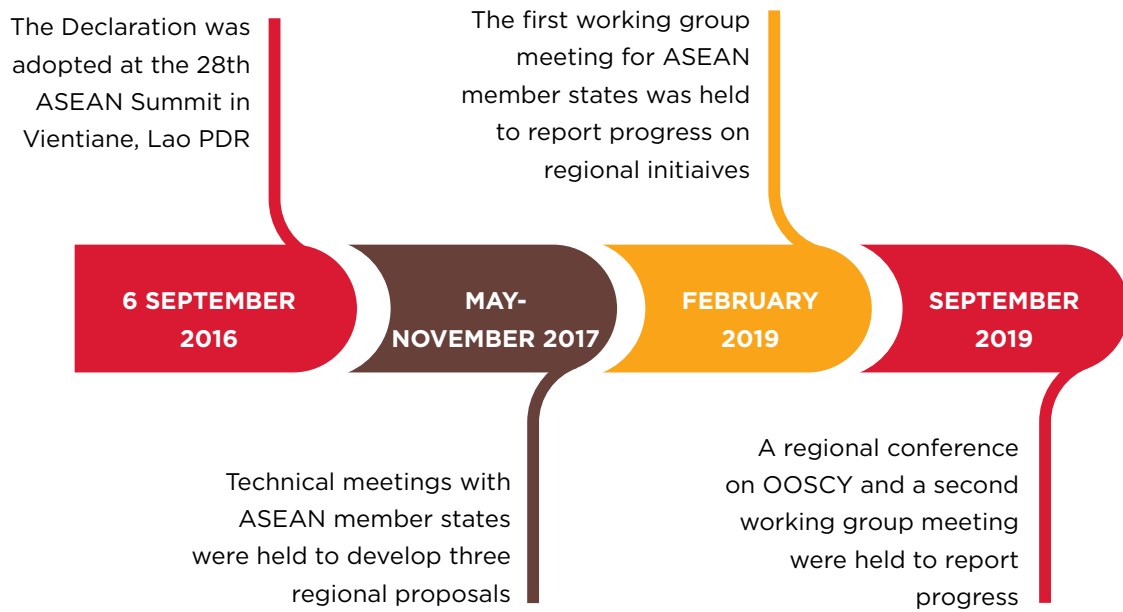 The Declaration was
adopted at the 28th
ASEAN Summit in
Vientiane, Lao PDR
The first working group
meeting for ASEAN
member states was held
to report progress on
regional initiaives
6 SEPTEMBER
2016
MAY-
NOVEMBER 2017
FEBRUARY
2019
SEPTEMBER
2019
Technical meetings with
ASEAN member states
were held to develop three
regional proposals
A regional conference
on OOSCY and a second
working group meeting
were held to report
progress